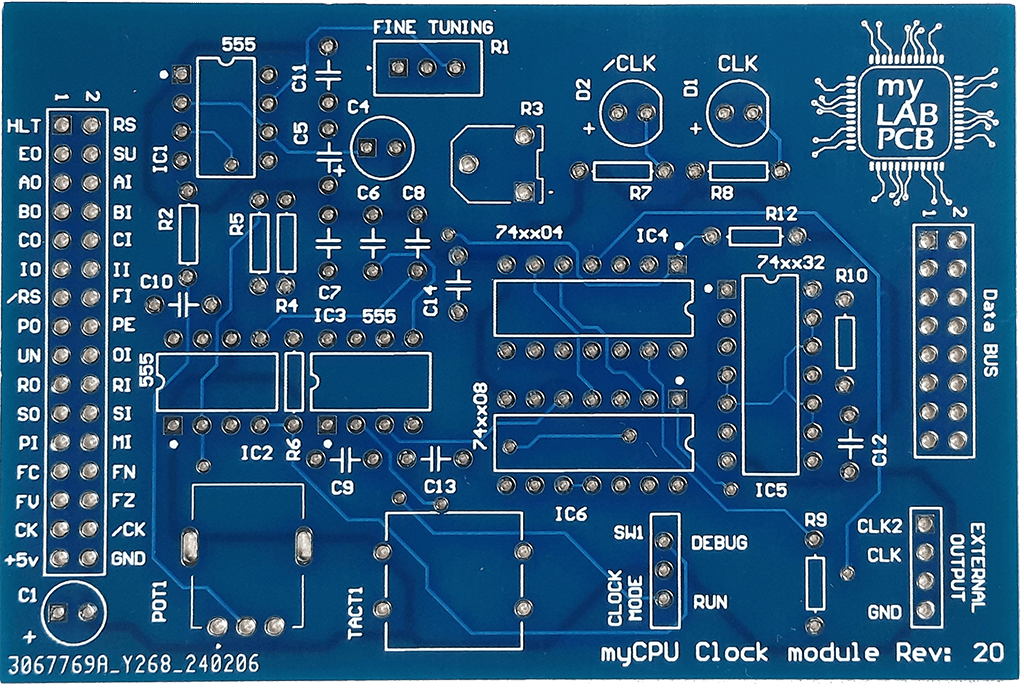 FINE TUNING
555
R1
C11
/CLK
CLK
my
LAB
PCB
D2
D1
C4
R3
1 2
HLT RS
EO SU
AO AI
BO BI
CO CI
IO II
/RS FI
PO PE
UN OI
RO RI
SO SI
PI MI
FC FN
FV FZ
CK /CK
+5v GND
IC1
C5
+
+
+
R7
R8
C6
C8
R2
R5
R12
1 2
74xx04
IC4
74xx32
C10
R4
C7
C14
R10
Data BUS
IC3
555
555
74xx08
IC2
R6
C9
C13
C12
IC5
IC6
R9
SW1
DEBUG
CLOCK
MODE
RUN
CLK2
CLK
GND
EXTERNAL
OUTPUT
C1
+
POT1
TACT1
3067769A_Y268_240206
myCPU Clock module Rev: 20